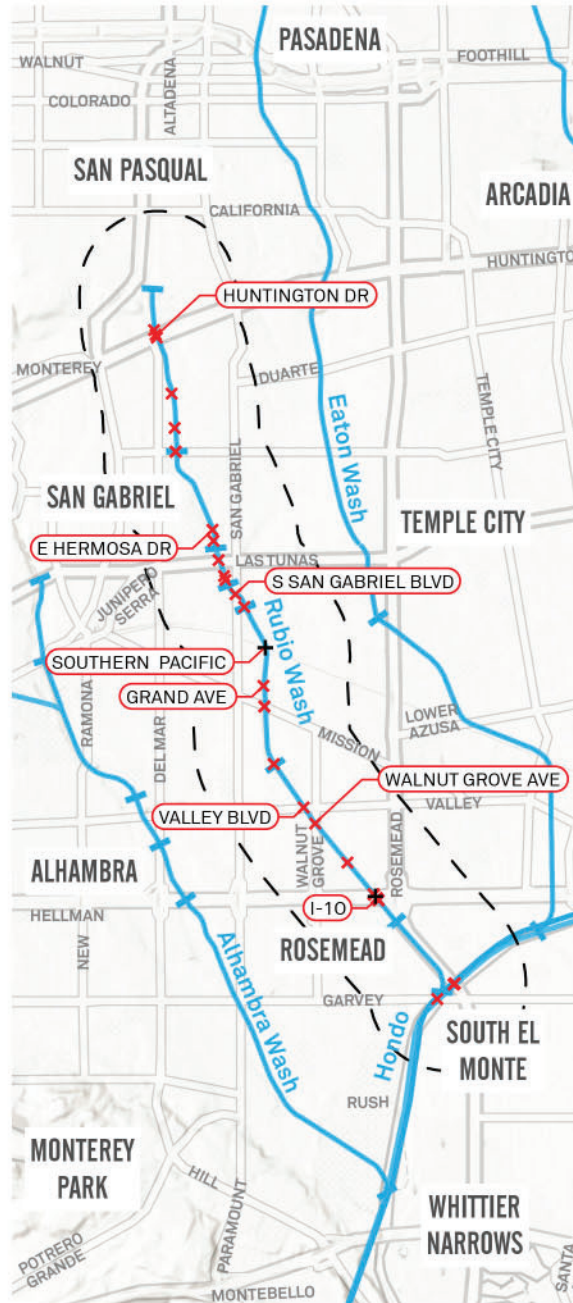 PASADENA
WALNUT
FOOTHILL
COLORADO
ALTADENA
SAN PASQUAL
ARCADIA
CALIFORNIA
HUNTINGTON
HUNTINGTON DR
MONTEREY
DUARTE
TEMPLE CITY
Eaton Wash
SAN GABRIEL
SAN GABRIEL
TEMPLE CITY
E HERMOSA DR
LAS TUNAS
JUNIPERO
SERRA
S SAN GABRIEL BLVD
Rubio Wash
SOUTHERN PACIFIC
GRAND AVE
RAMONA
DEL MAR
MISSION
LOWER
AZUSA
WALNUT GROVE AVE
VALLEY BLVD
VALLEY
WALNUT
GROVE
ROSEMEAD
ALHAMBRA
I-10
HELLMAN
NEW
ROSEMEAD
Alhambra Wash
GARVEY
Hondo
SOUTH EL
MONTE
RUSH
MONTEREY
PARK
HILL
PARAMOUNT
WHITTIER
NARROWS
POTRERO
GRANDE
MONTEBELLO
SANTA